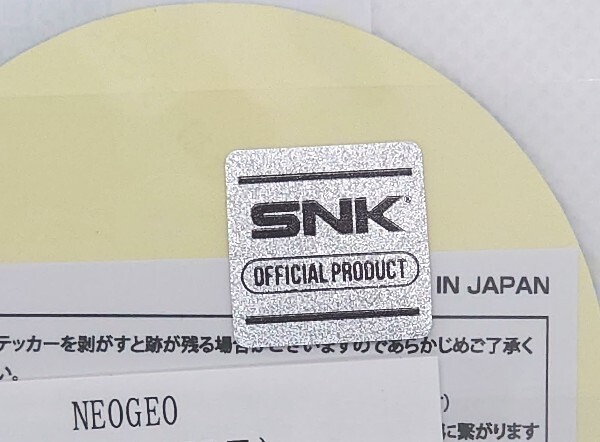 SNK®
OFFICIAL PRODUCT
IN JAPAN
テッカーを剥がすと跡が残る場合がございますのであらかじめご了承く
い。
NEOGEO
)
に繋がります